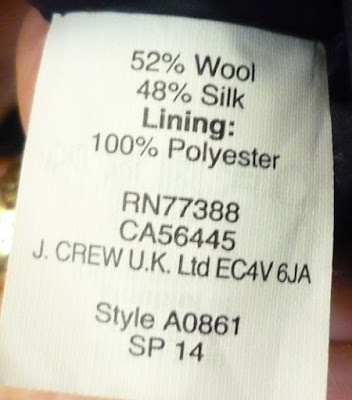 52% Wool
48% Silk
Lining:
100% Polyester
RN77388
CA56445
J. CREW U.K. Ltd EC4V 6JA
Style A0861
SP 14